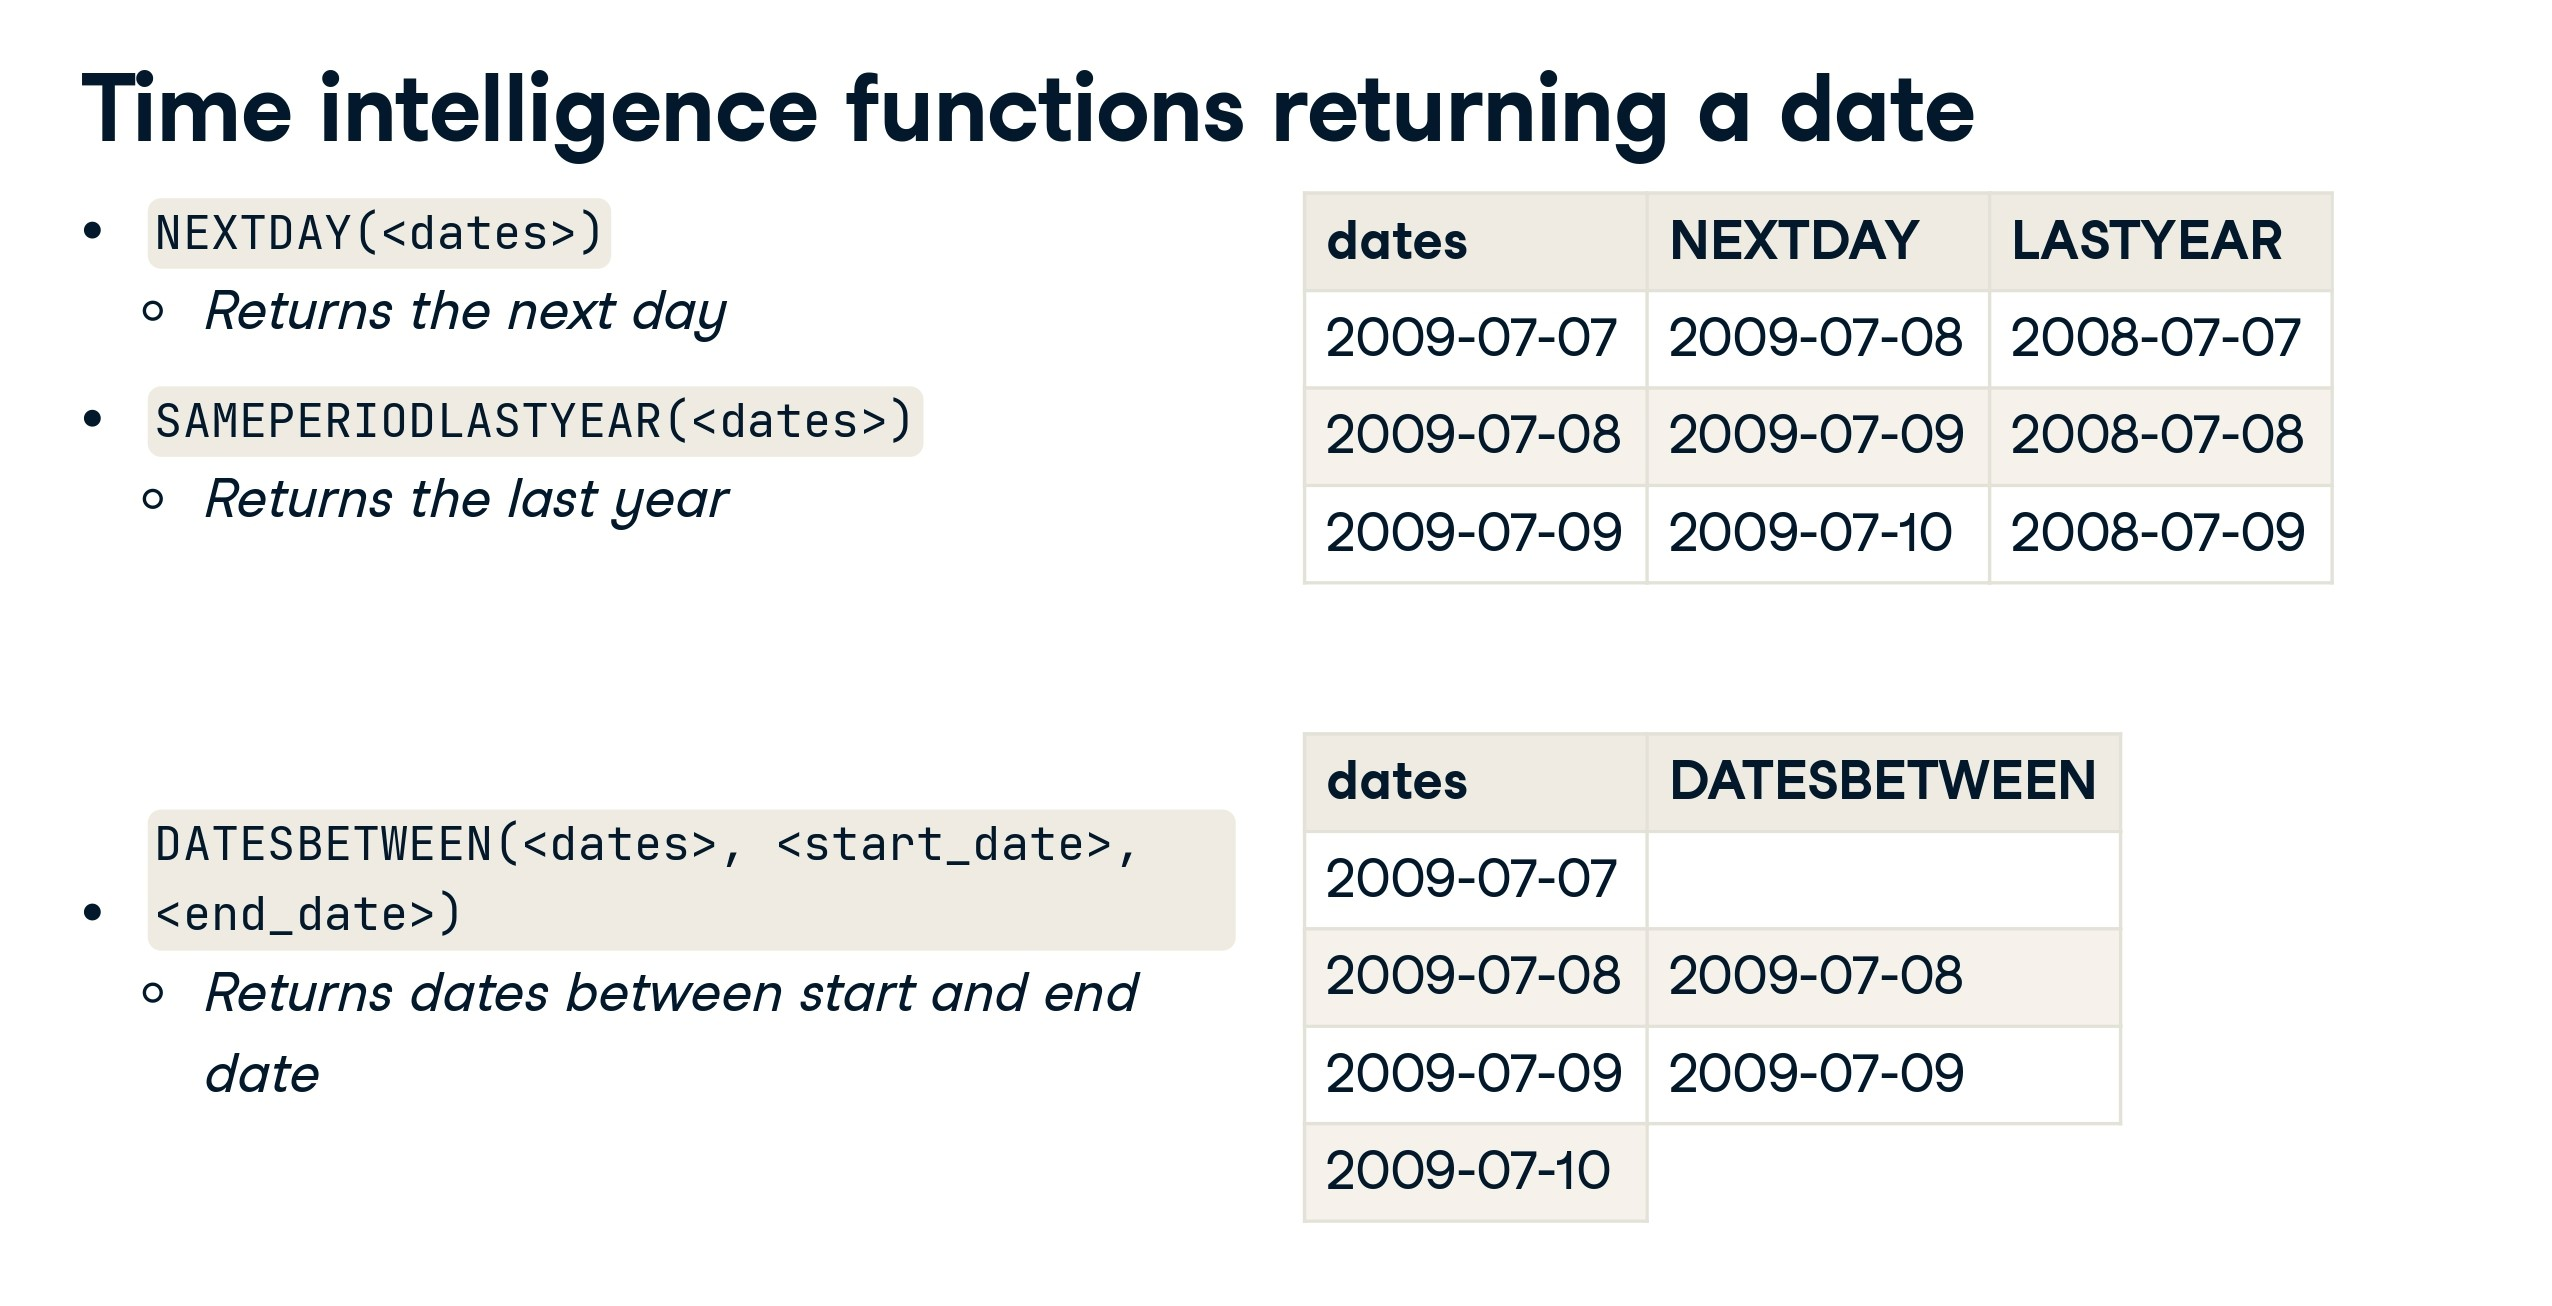 Time intelligence functions returning a date
NEXTDAY(<dates>)
Returns the next day
SAMEPERIODLASTYEAR(<dates>)
Returns the last year
dates NEXTDAY LASTYEAR
2009-07-07 2009-07-08 2008-07-07
2009-07-08 2009-07-09 2008-07-08
2009-07-09 2009-07-10 2008-07-09
DATESBETWEEN(<dates>, <start_date>,
<end_date>)
Returns dates between start and end
date
dates DATESBETWEEN
2009-07-07
2009-07-08 2009-07-08
2009-07-09 2009-07-09
2009-07-10